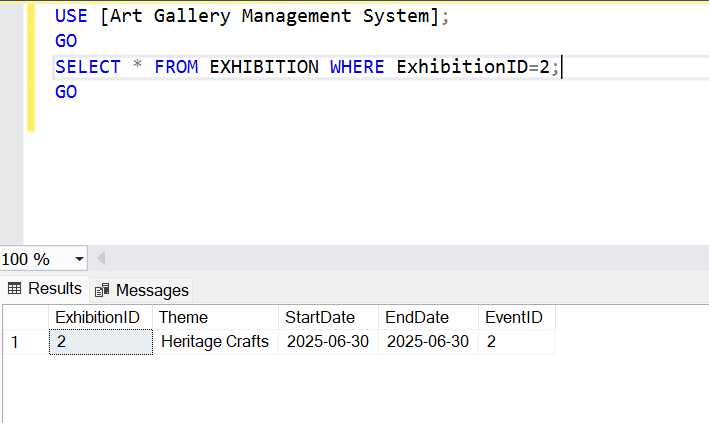 USE [Art Gallery Management System];
GO
SELECT * FROM EXHIBITION WHERE ExhibitionID=2;
GO
100 %
Results Messages
ExhibitionID Theme StartDate EndDate EventID
1 2 Heritage Crafts 2025-06-30 2025-06-30 2